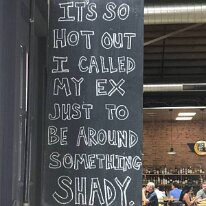 IT'S SO
HOT OUT
I CALLED
MY EX
JUST TO
BE AROUND
SOMETHING
SHADY.